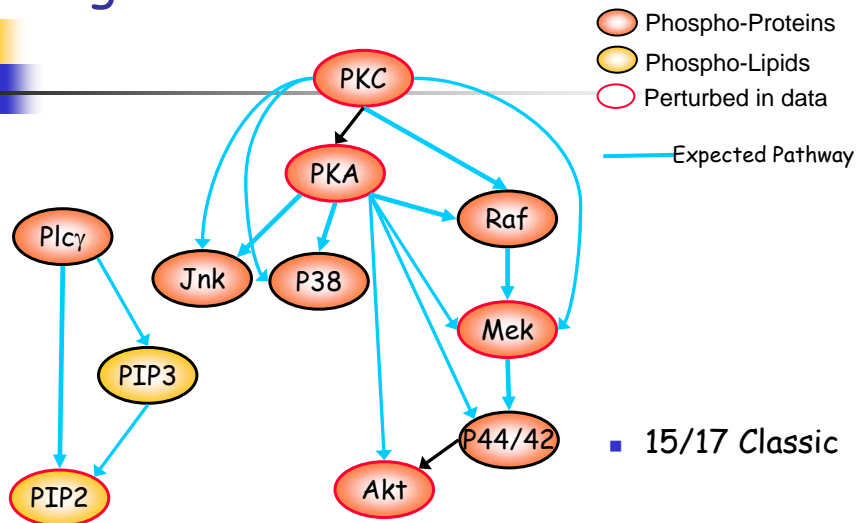 Phospho-Proteins
Phospho-Lipids
Perturbed in data
Expected Pathway
PKC
PKA
Raf
Plcγ
Jnk
P38
Mek
PIP3
P44/42
15/17 Classic
Akt
PIP2